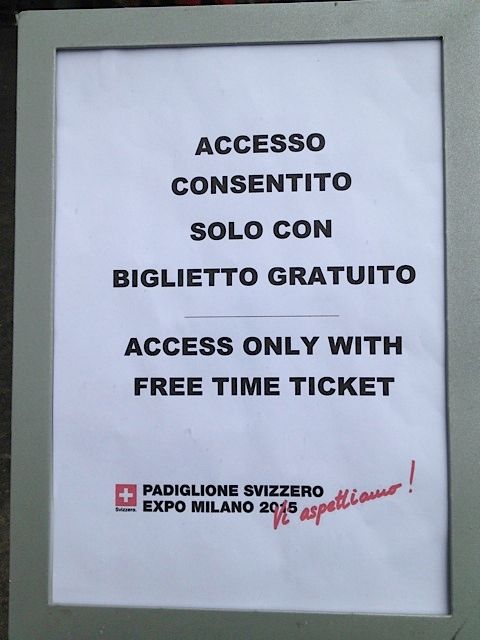 ACCESSO
CONSENTITO
SOLO CON
BIGLIETTO GRATUITO
ACCESS ONLY WITH
FREE TIME TICKET
Svizzera.
PADIGLIONE SVIZZERO
EXPO MILANO 2015
Vi aspettiamo!